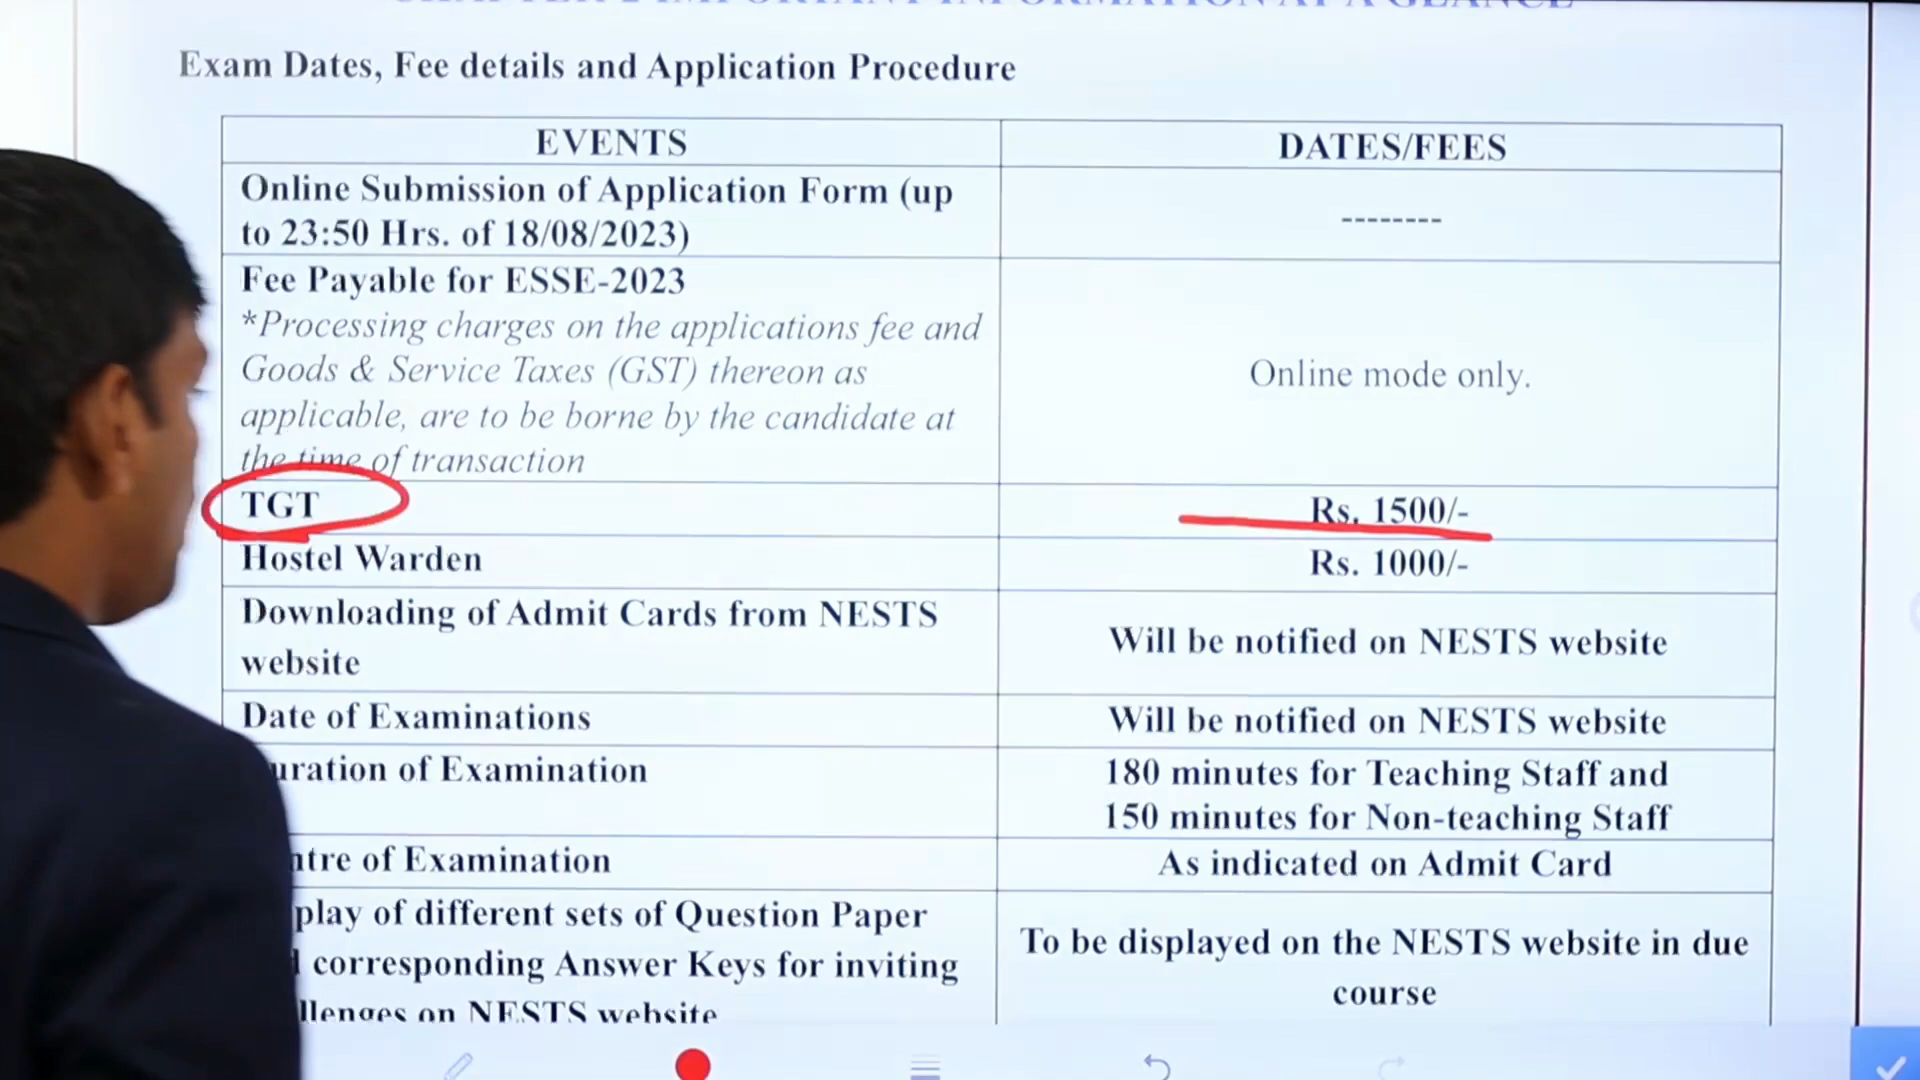 Exam Dates, Fee details and Application Procedure
EVENTS
DATES/FEES
Online Submission of Application Form (up
to 23:50 Hrs. of 18/08/2023)
--------
Fee Payable for ESSE-2023
*Processing charges on the applications fee and
Goods & Service Taxes (GST) thereon as
applicable, are to be borne by the candidate at
the time of transaction
Online mode only.
TGT
Rs. 1500/-
Hostel Warden
Rs. 1000/-
Downloading of Admit Cards from NESTS
website
Will be notified on NESTS website
Date of Examinations
Will be notified on NESTS website
uration of Examination
180 minutes for Teaching Staff and
150 minutes for Non-teaching Staff
ntre of Examination
As indicated on Admit Card
play of different sets of Question Paper
corresponding Answer Keys for inviting
llenges on NESTS website
To be displayed on the NESTS website in due
course